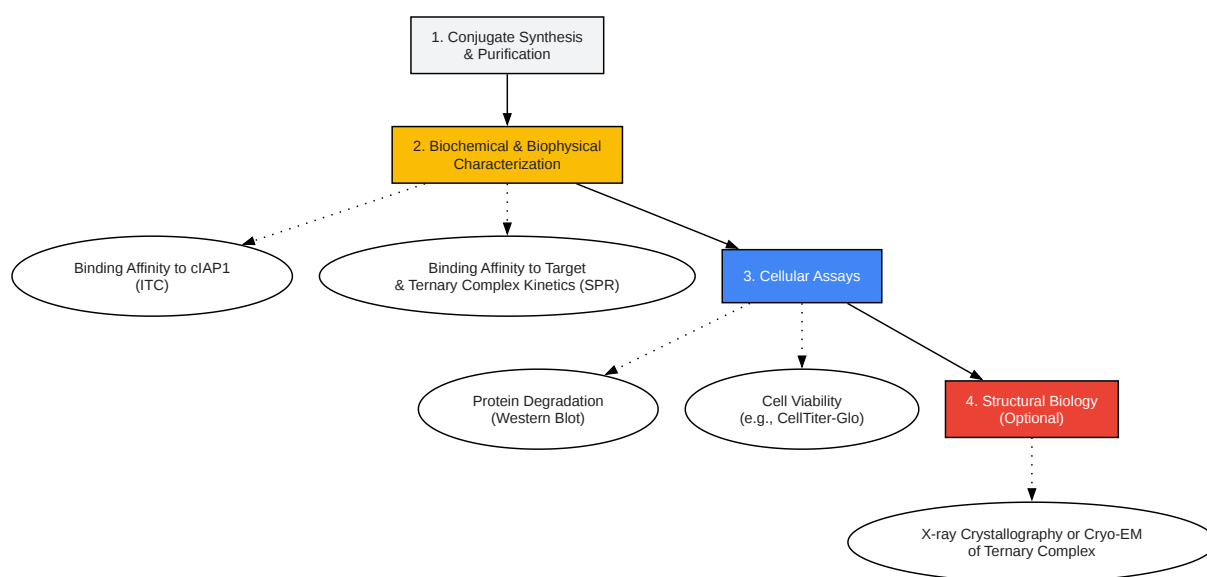 1. Conjugate Synthesis
& Purification
2. Biochemical & Biophysical
Characterization
Binding Affinity to cIAP1
(ITC)
Binding Affinity to Target
& Ternary Complex Kinetics (SPR)
3. Cellular Assays
Protein Degradation
(Western Blot)
Cell Viability
(e.g., CellTiter-Glo)
4. Structural Biology
(Optional)
X-ray Crystallography or Cryo-EM
of Ternary Complex